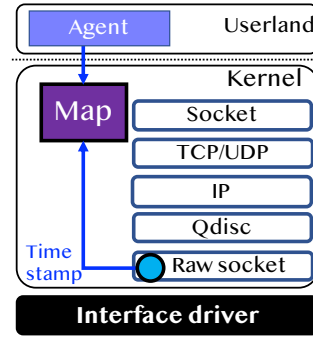 Agent
Userland
Kernel
Map
Socket
TCP/UDP
IP
Qdisc
Time
stamp
Raw socket
Interface driver